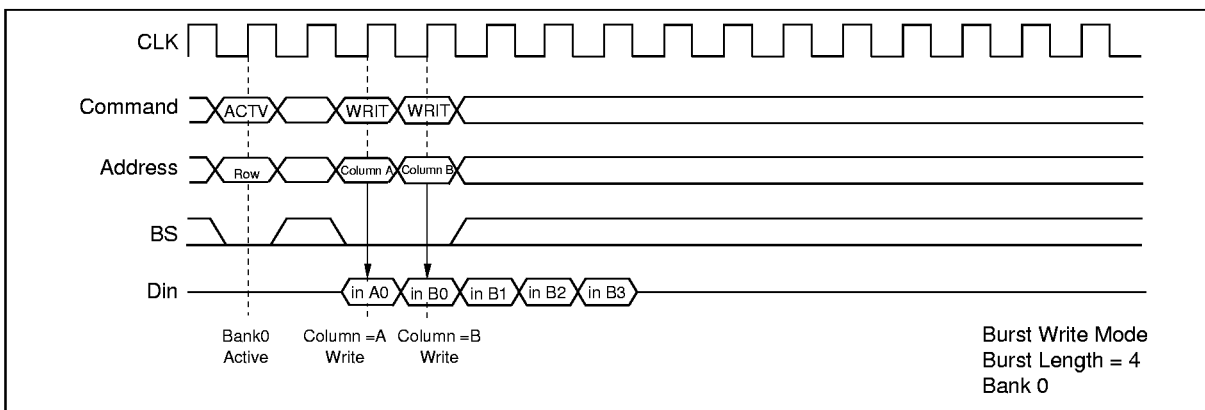 CLK
Command
ACTV
WRIT
WRIT
Address
Row
Column A
Column B
BS
Din
in A0
in B0
in B1
in B2
in B3
Bank0
Active
Column =A
Write
Column =B
Write
Burst Write Mode
Burst Length = 4
Bank 0